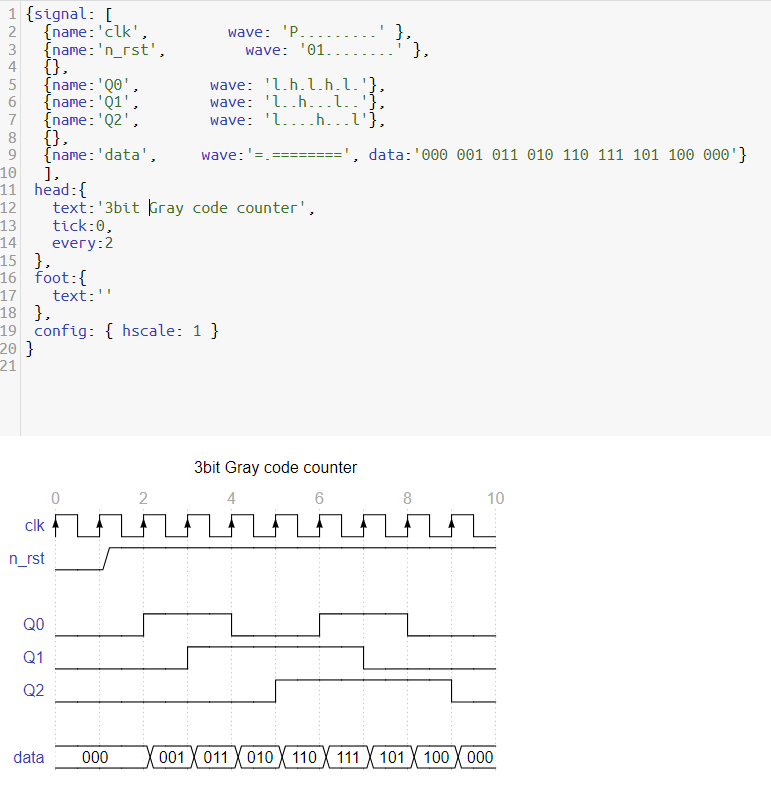 1 {signal: [
2   {name:'clk',            wave: 'P.........' },
3   {name:'n_rst',         wave: '01........' },
4   {},
5   {name:'Q0',         wave: 'l.h.l.h.l.'},
6   {name:'Q1',         wave: 'l..h...l..'},
7   {name:'Q2',         wave: 'l....h...l'},
8   {},
9   {name:'data',     wave:'=.========', data:'000 001 011 010 110 111 101 100 000'}
10   ],
11  head:{
12    text:'3bit Gray code counter',
13    tick:0,
14    every:2
15  },
16  foot:{
17    text:''
18  },
19  config: { hscale: 1 }
20 }
21
3bit Gray code counter
0 2 4 6 8 10
clk
n_rst
Q0
Q1
Q2
data 000 001 011 010 110 111 101 100 000